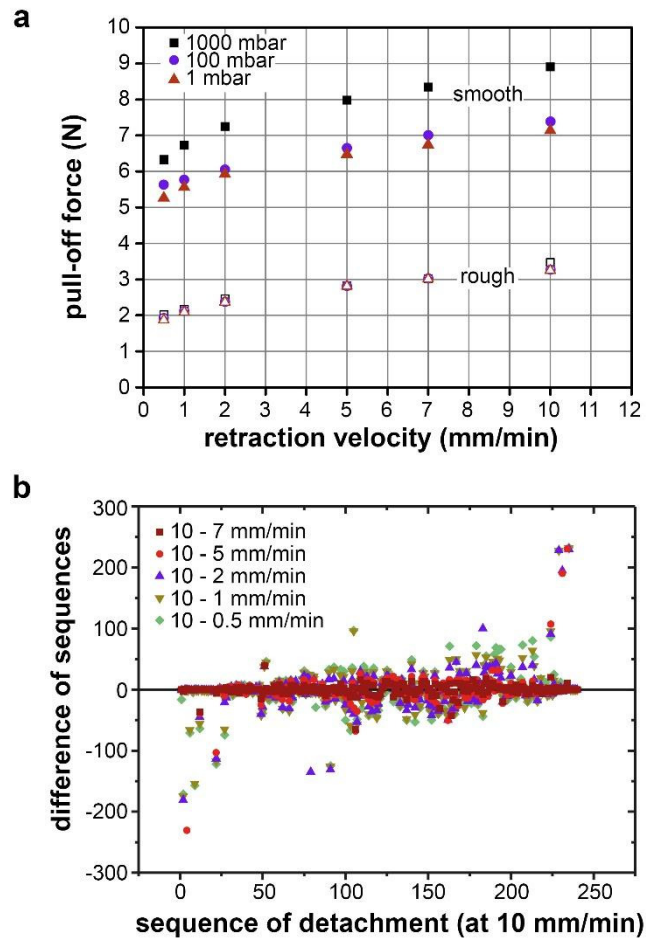 a
10
9
8
7
6
5
4
3
2
1
0
pull-off force (N)
1000 mbar
100 mbar
1 mbar
smooth
rough
0 1 2 3 4 5 6 7 8 9 10 11 12
retraction velocity (mm/min)
b
300
200
100
0
-100
-200
-300
difference of sequences
10 - 7 mm/min
10 - 5 mm/min
10 - 2 mm/min
10 - 1 mm/min
10 - 0.5 mm/min
0 50 100 150 200 250
sequence of detachment (at 10 mm/min)